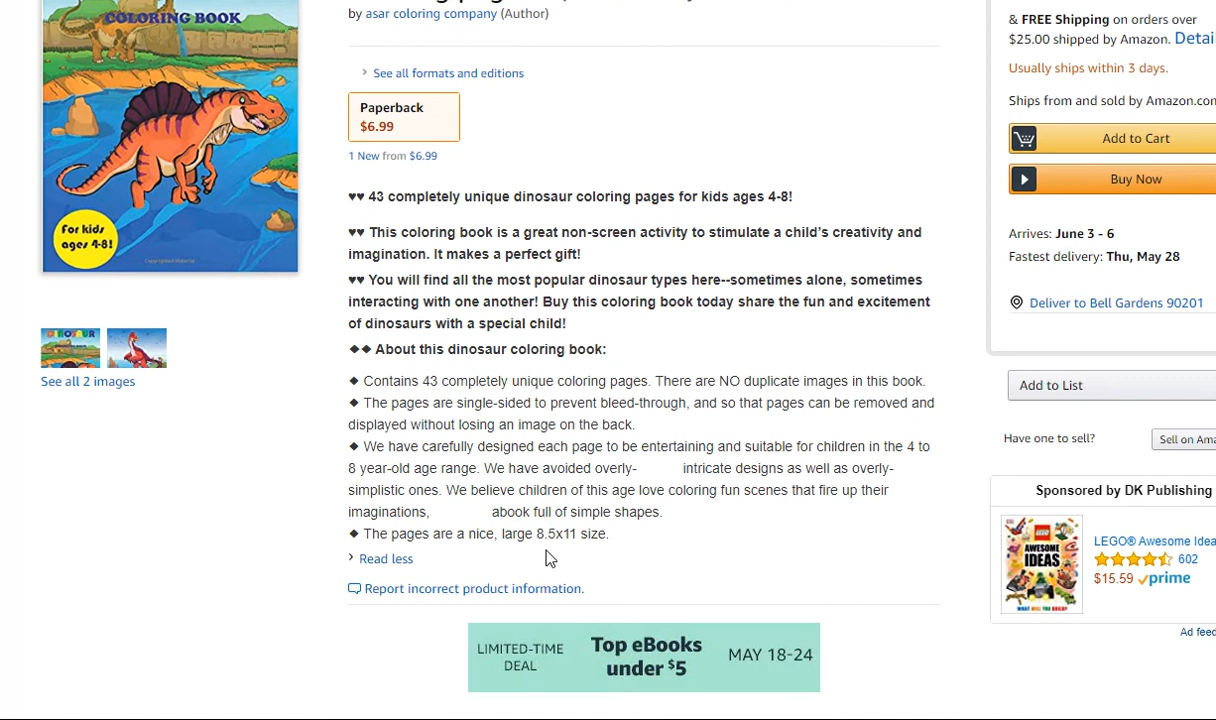 COLORING BOOK
For kids
ages 4-8!
DINOSAUR
See all 2 images
by asar coloring company (Author)
› See all formats and editions
Paperback
$6.99
1 New from $6.99
♥♥ 43 completely unique dinosaur coloring pages for kids ages 4-8!
♥♥ This coloring book is a great non-screen activity to stimulate a child's creativity and
imagination. It makes a perfect gift!
♥♥ You will find all the most popular dinosaur types here--sometimes alone, sometimes
interacting with one another! Buy this coloring book today share the fun and excitement
of dinosaurs with a special child!
◆◆ About this dinosaur coloring book:
◆ Contains 43 completely unique coloring pages. There are NO duplicate images in this book.
◆ The pages are single-sided to prevent bleed-through, and so that pages can be removed and
displayed without losing an image on the back.
◆ We have carefully designed each page to be entertaining and suitable for children in the 4 to
8 year-old age range. We have avoided overly- intricate designs as well as overly-
simplistic ones. We believe children of this age love coloring fun scenes that fire up their
imaginations, abook full of simple shapes.
◆ The pages are a nice, large 8.5x11 size.
› Read less
Report incorrect product information.
LIMITED-TIME
DEAL
Top eBooks
under $5
MAY 18-24
& FREE Shipping on orders over
$25.00 shipped by Amazon. Detai
Usually ships within 3 days.
Ships from and sold by Amazon.con
Add to Cart
Buy Now
Arrives: June 3 - 6
Fastest delivery: Thu, May 28
Deliver to Bell Gardens 90201
Add to List
Have one to sell?
Sell on Ama
Sponsored by DK Publishing
LEGO
AWESOME
IDEAS
WHAT WILL YOU BUILD?
LEGO® Awesome Idea
602
$15.59 prime
Ad feed